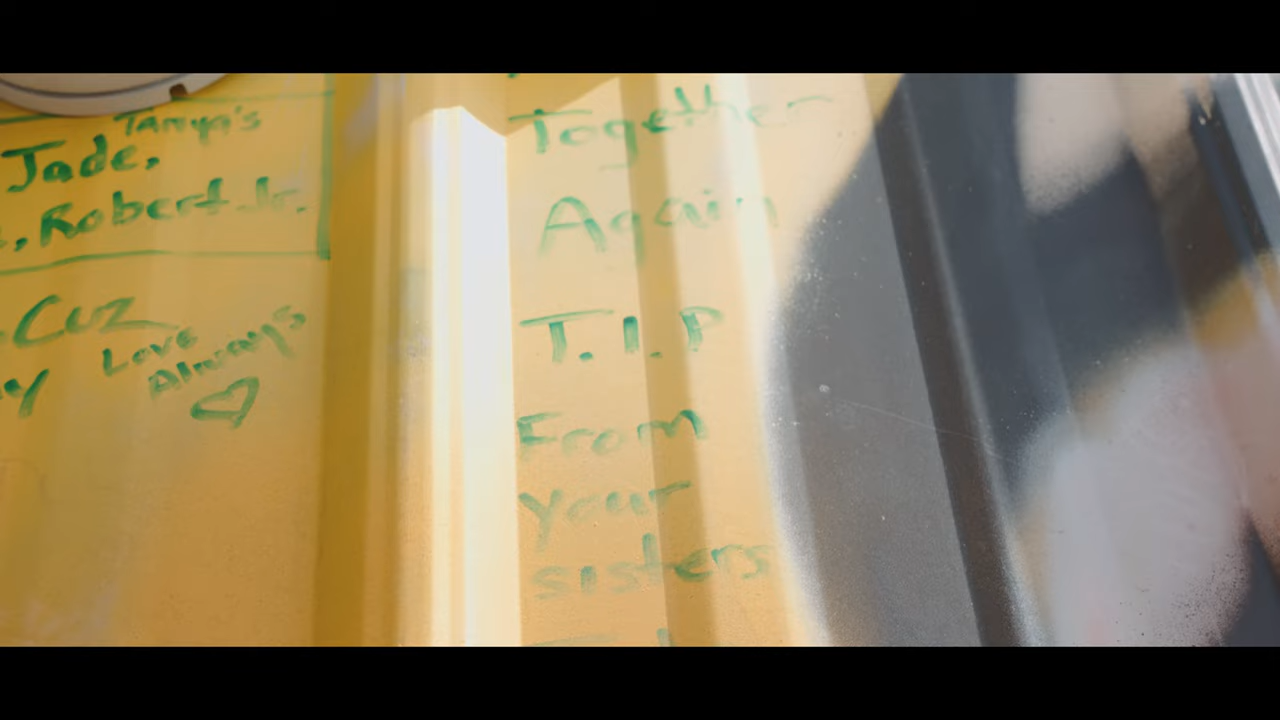 Tanya's
Jade,
, Robert Jr.
Cuz
Love
Always
Together
Again
T.I.P
From
your
sisters